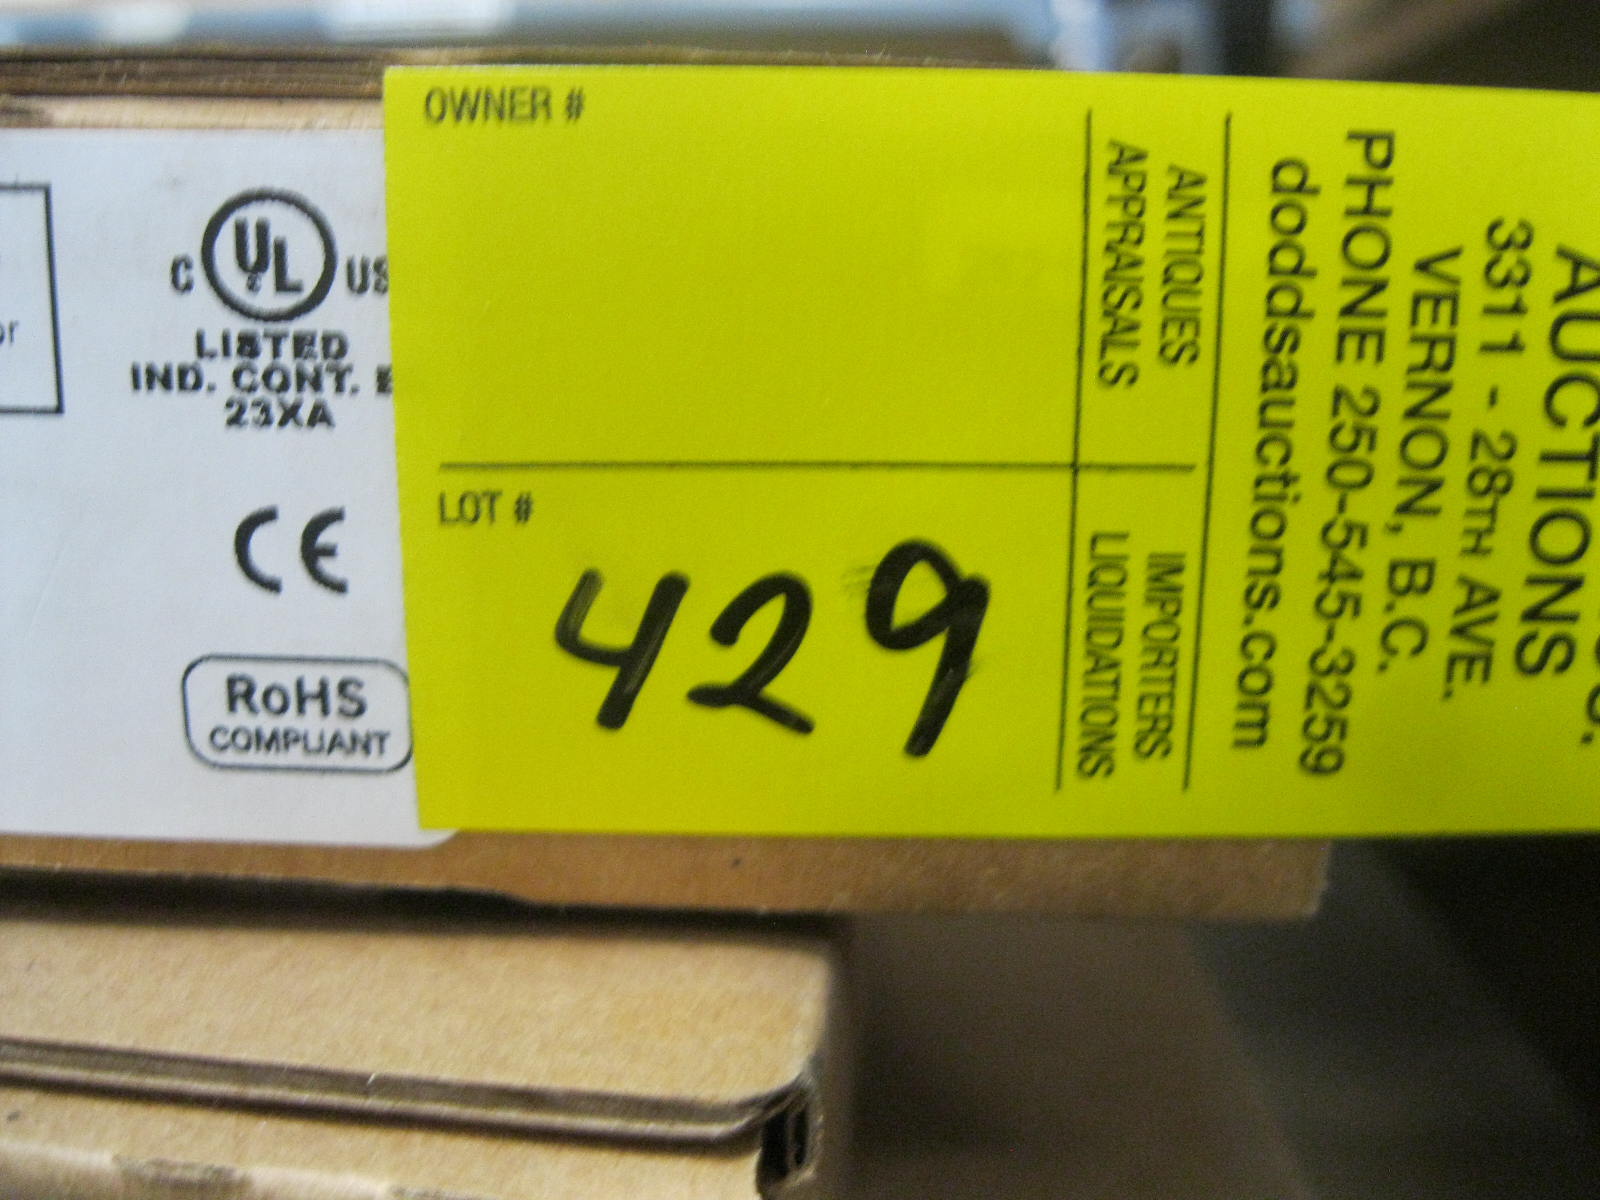 or
C UL US
LISTED
IND. CONT. E
23XA
CE
RoHS
COMPLIANT
OWNER #
LOT #
429
AUCTIONS
3311 - 28TH AVE.
VERNON, B.C.
PHONE 250-545-3259
doddsauctions.com
ANTIQUES
APPRAISALS
IMPORTERS
LIQUIDATIONS